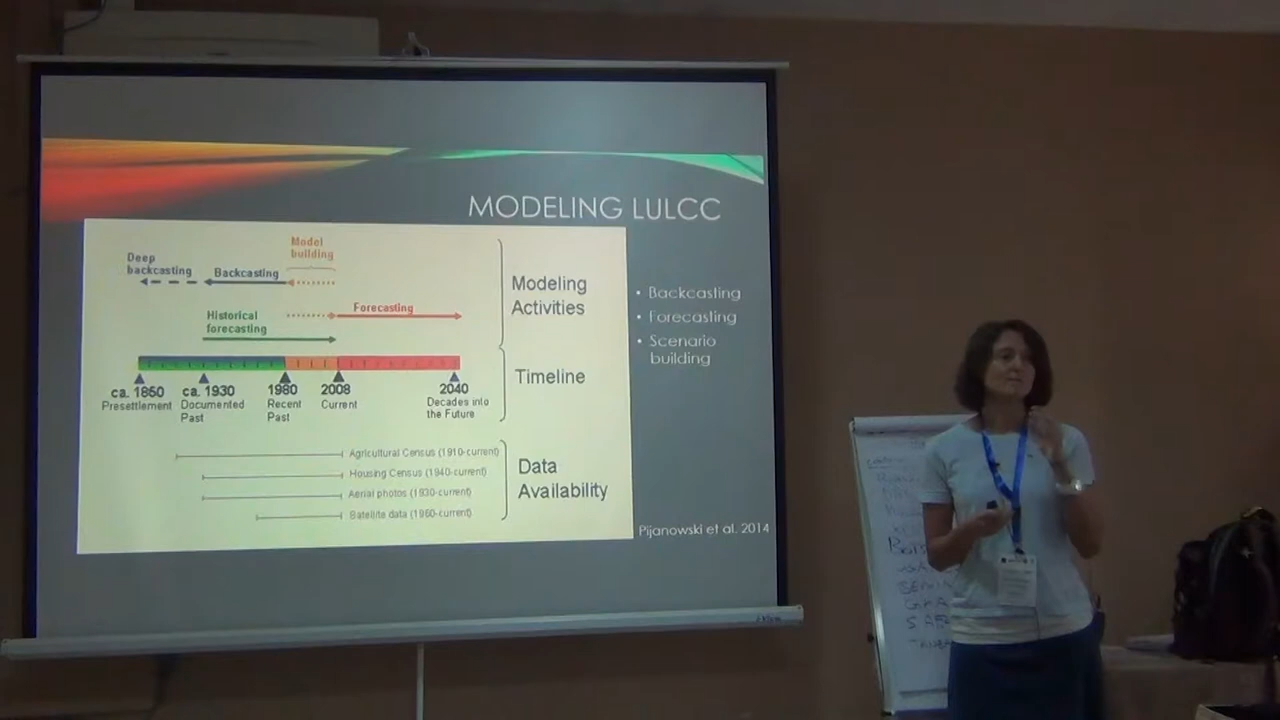 MODELING LULCC
Model
building
Deep
backcasting
Backcasting
Modeling
Activities
Historical
forecasting
Forecasting
Timeline
ca. 1850
Presettlement
ca. 1930
Documented
Past
1980
Recent
Past
2008
Current
2040
Decades into
the Future
Agricultural Census (1910-current)
Housing Census (1940-current)
Aerial photos (1930-current)
Satellite data (1960-current)
Data
Availability
• Backcasting
• Forecasting
• Scenario
building
Pijanowski et al. 2014